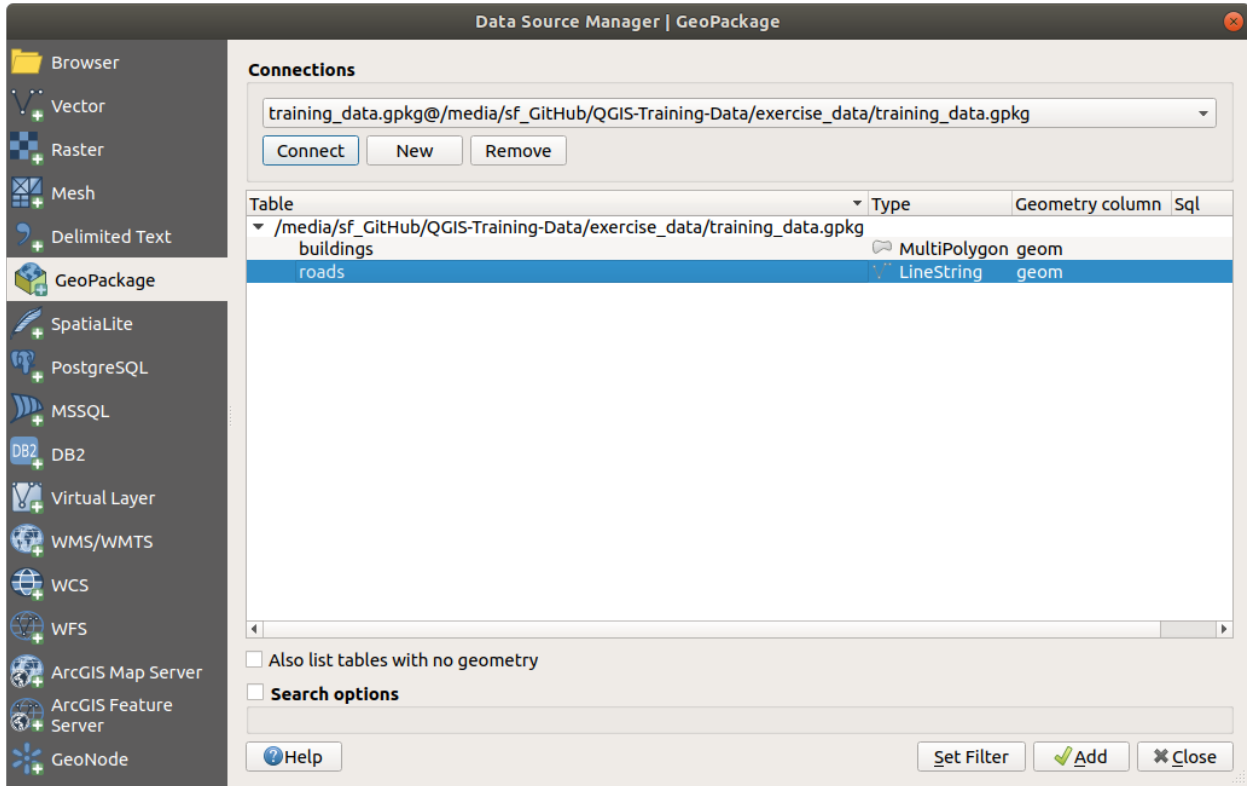 Data Source Manager | GeoPackage
Browser
Vector
Raster
Mesh
Delimited Text
GeoPackage
SpatiaLite
PostgreSQL
MSSQL
DB2
DB2
Virtual Layer
WMS/WMTS
WCS
WFS
ArcGIS Map Server
ArcGIS Feature
Server
GeoNode
Connections
training_data.gpkg@/media/sf_GitHub/QGIS-Training-Data/exercise_data/training_data.gpkg
Connect New Remove
Table Type Geometry column Sql
/media/sf_GitHub/QGIS-Training-Data/exercise_data/training_data.gpkg
buildings MultiPolygon geom
roads LineString geom
Also list tables with no geometry
Search options
Help Set Filter Add Close